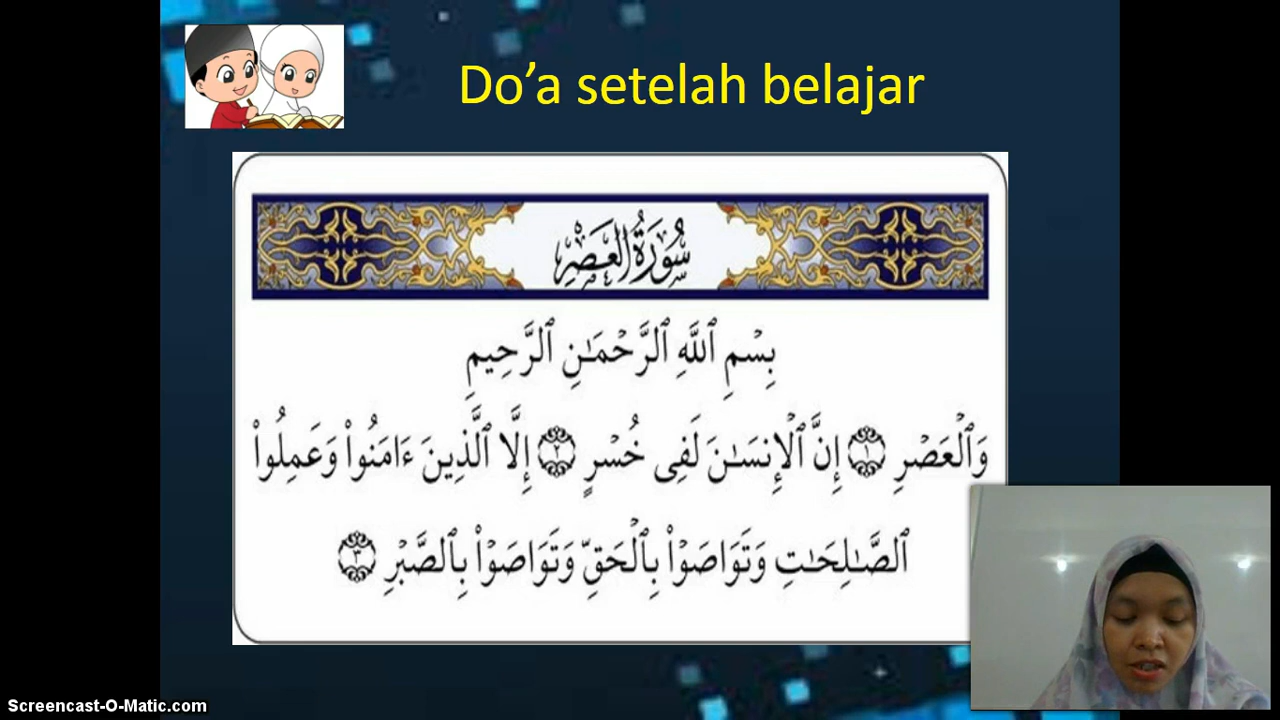 Do'a setelah belajar
سُورَةُ العَصْرِ
بِسْمِ ٱللَّهِ ٱلرَّحْمَـٰنِ ٱلرَّحِيمِ
وَٱلْعَصْرِ ١ إِنَّ ٱلْإِنسَـٰنَ لَفِى خُسْرٍ ٢ إِلَّا ٱلَّذِينَ ءَامَنُوا۟ وَعَمِلُوا۟
ٱلصَّـٰلِحَـٰتِ وَتَوَاصَوْا۟ بِٱلْحَقِّ وَتَوَاصَوْا۟ بِٱلصَّبْرِ ٣
Screencast-O-Matic.com